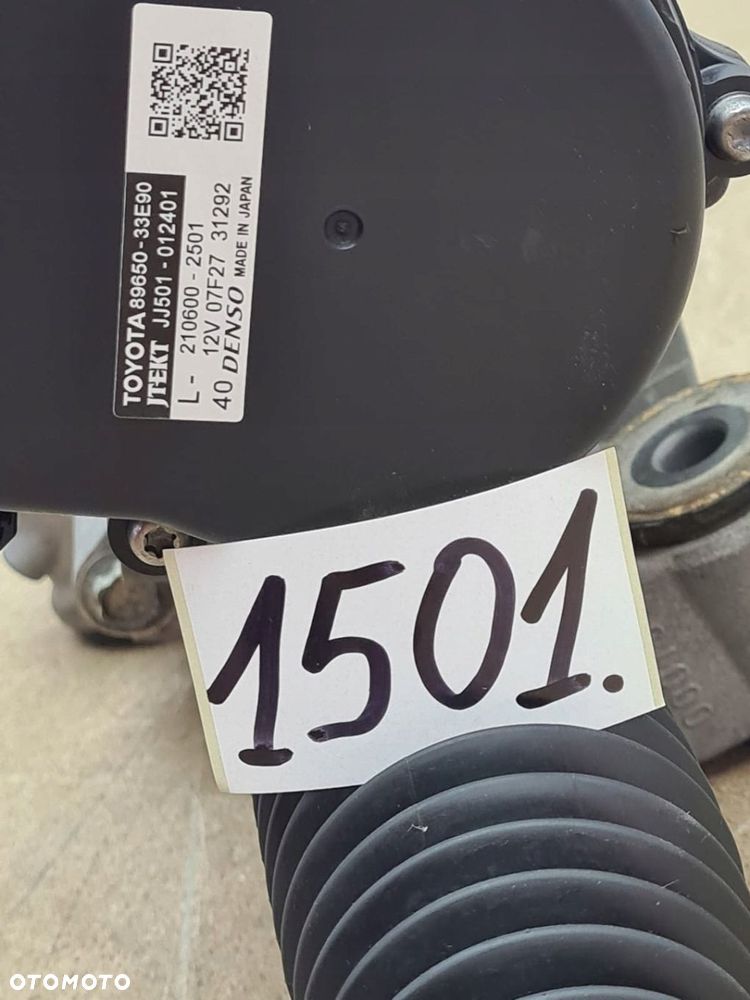 TOYOTA 89650-33E90
JTEKT JJ501-012401
L- 210600-2501
12V 07F27 31292
40 DENSO MADE IN JAPAN
1501.
OTOMOTO